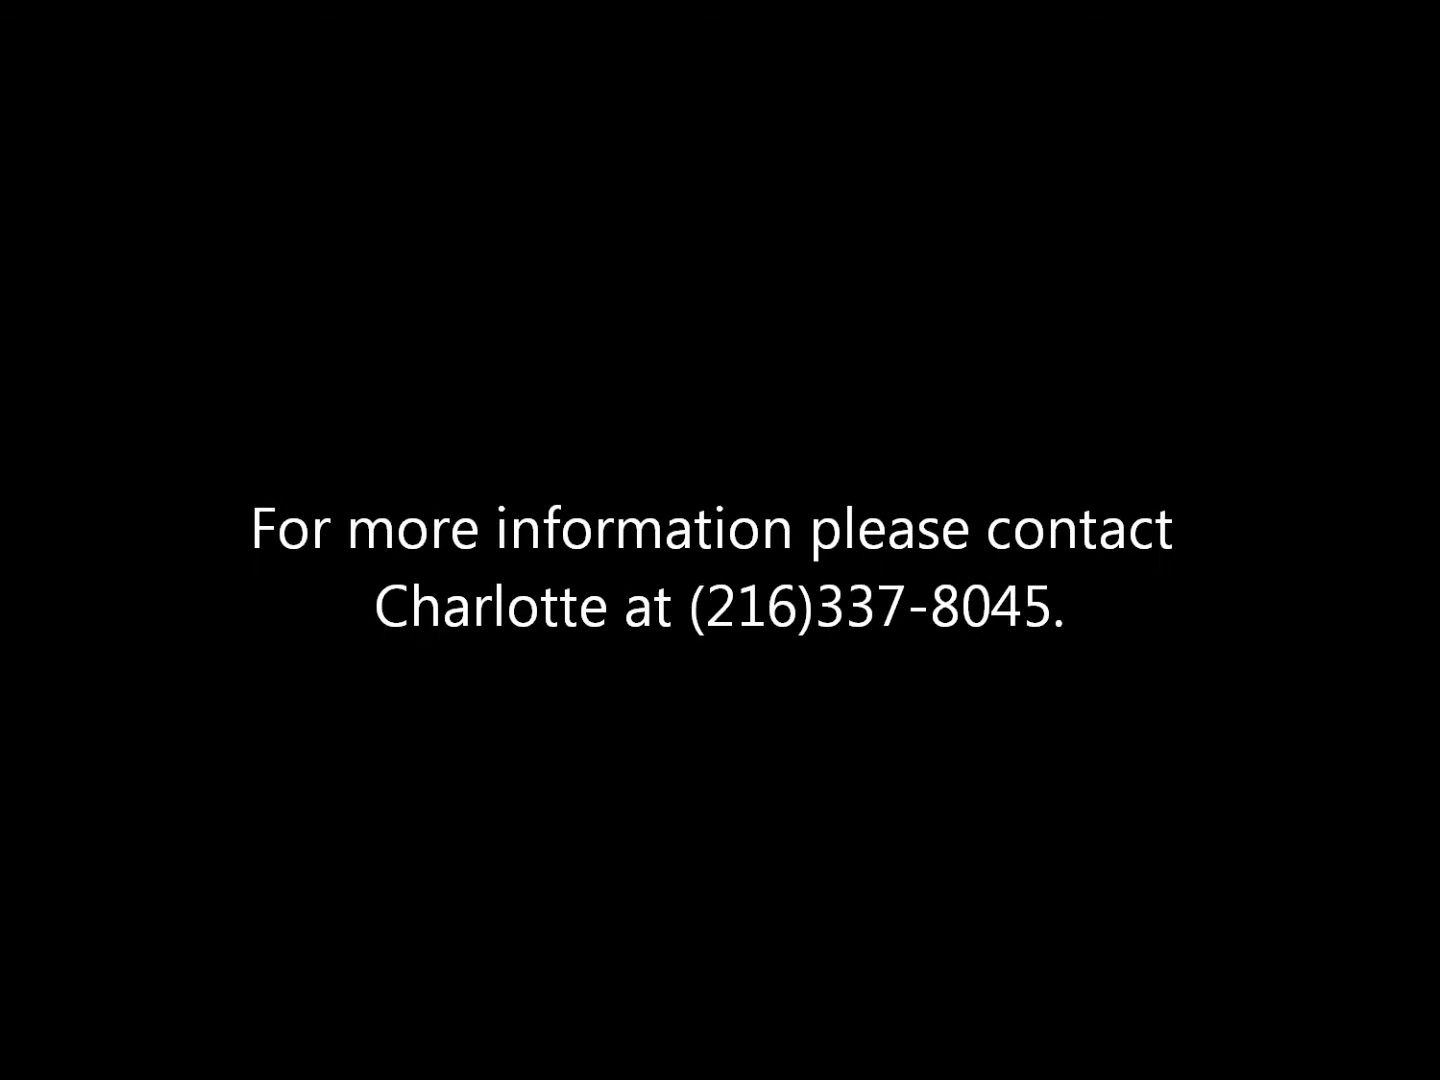 For more information please contact
Charlotte at (216)337-8045.